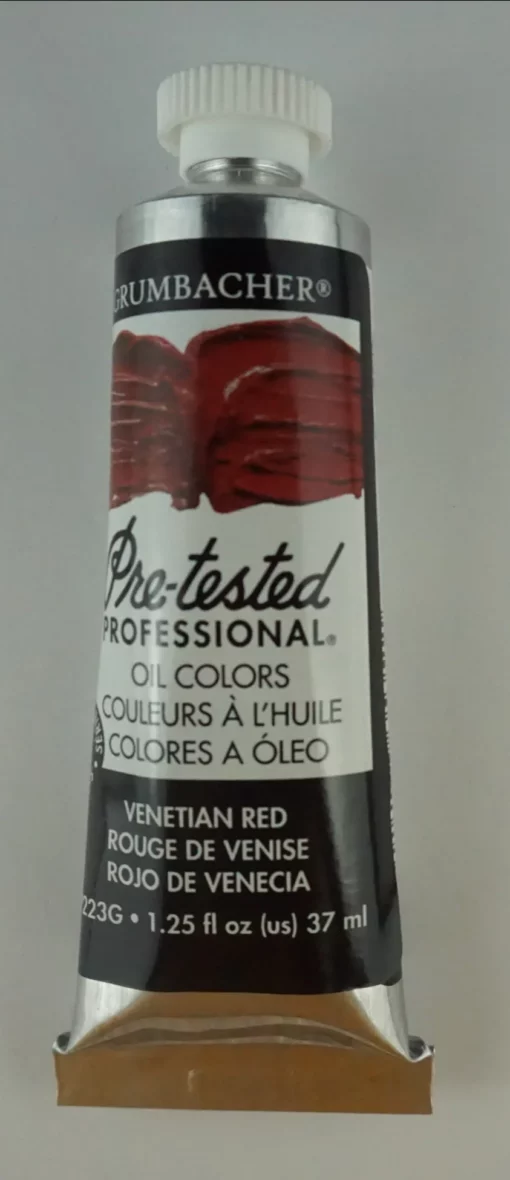 GRUMBACHER®
Pre-tested
PROFESSIONAL®
OIL COLORS
COULEURS À L'HUILE
COLORES A ÓLEO
VENETIAN RED
ROUGE DE VENISE
ROJO DE VENECIA
223G • 1.25 fl oz (us) 37 ml